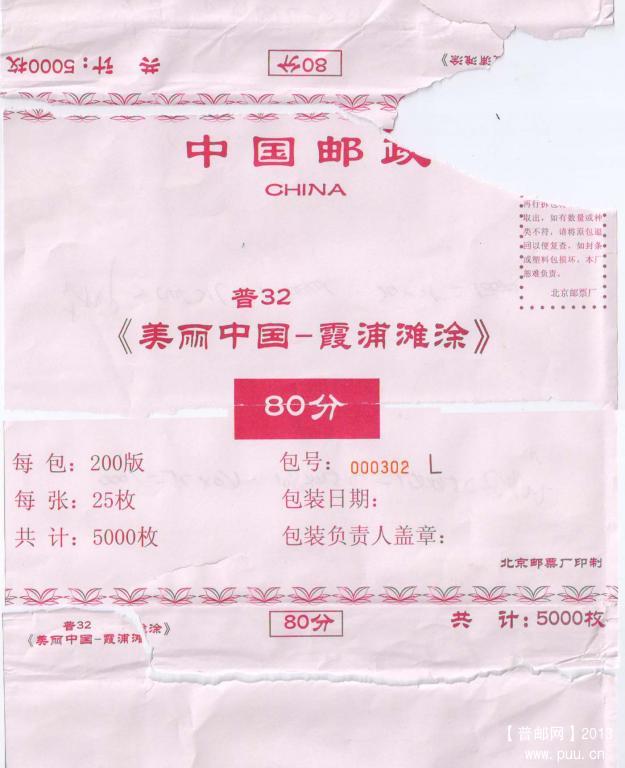 共 计：5000枚
80分
浦滩涂》
中国邮政
CHINA
再行拆包
取出，如有数量或种
类不符，请将原包退
回以便复查，如封条
或塑料包损坏，本厂
恕难负责。
北京邮票厂
普32
《美丽中国-霞浦滩涂》
80分
每 包：200版
包号：000302 L
每 张：25枚
包装日期：
共 计：5000枚
包装负责人盖章：
北京邮票厂印制
普32
《美丽中国-霞浦滩涂》
80分
共 计：5000枚
【普邮网】2013
www.puu.cn